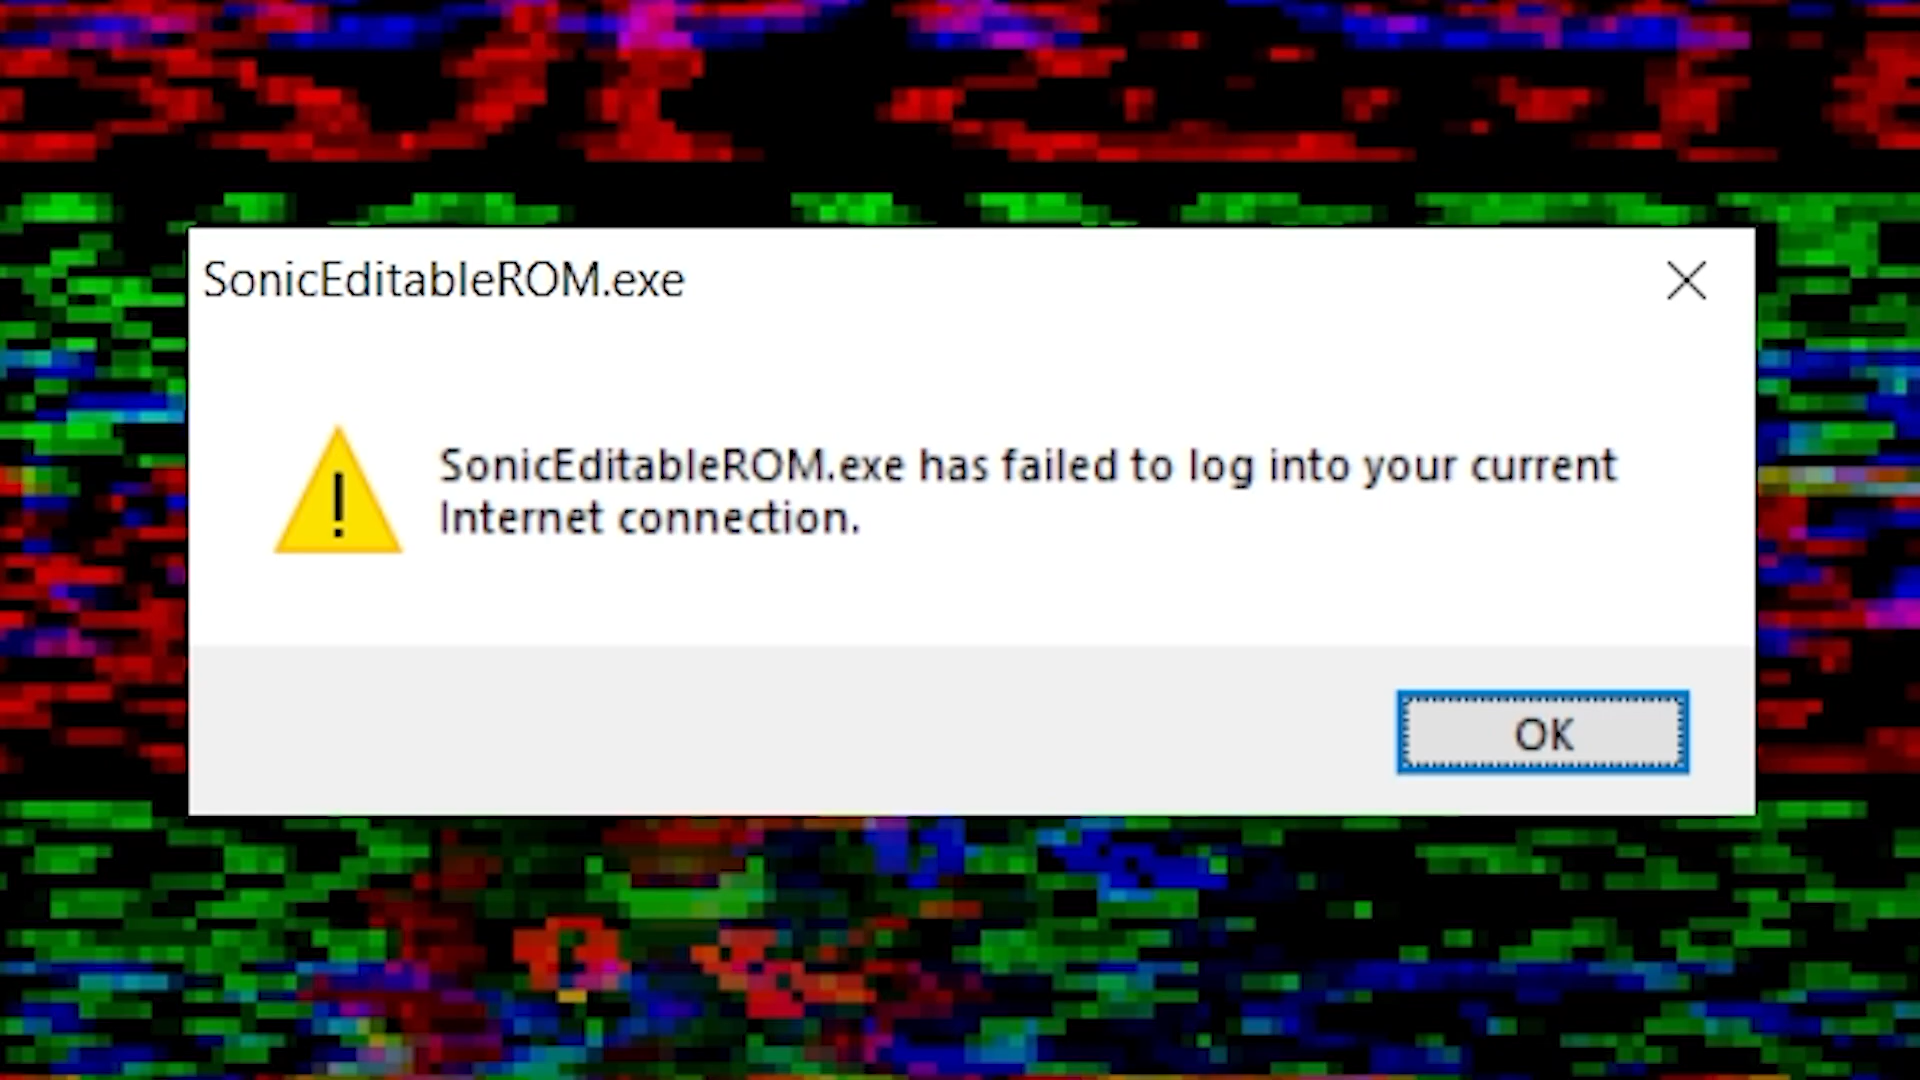 SonicEditableROM.exe
SonicEditableROM.exe has failed to log into your current
Internet connection.
OK